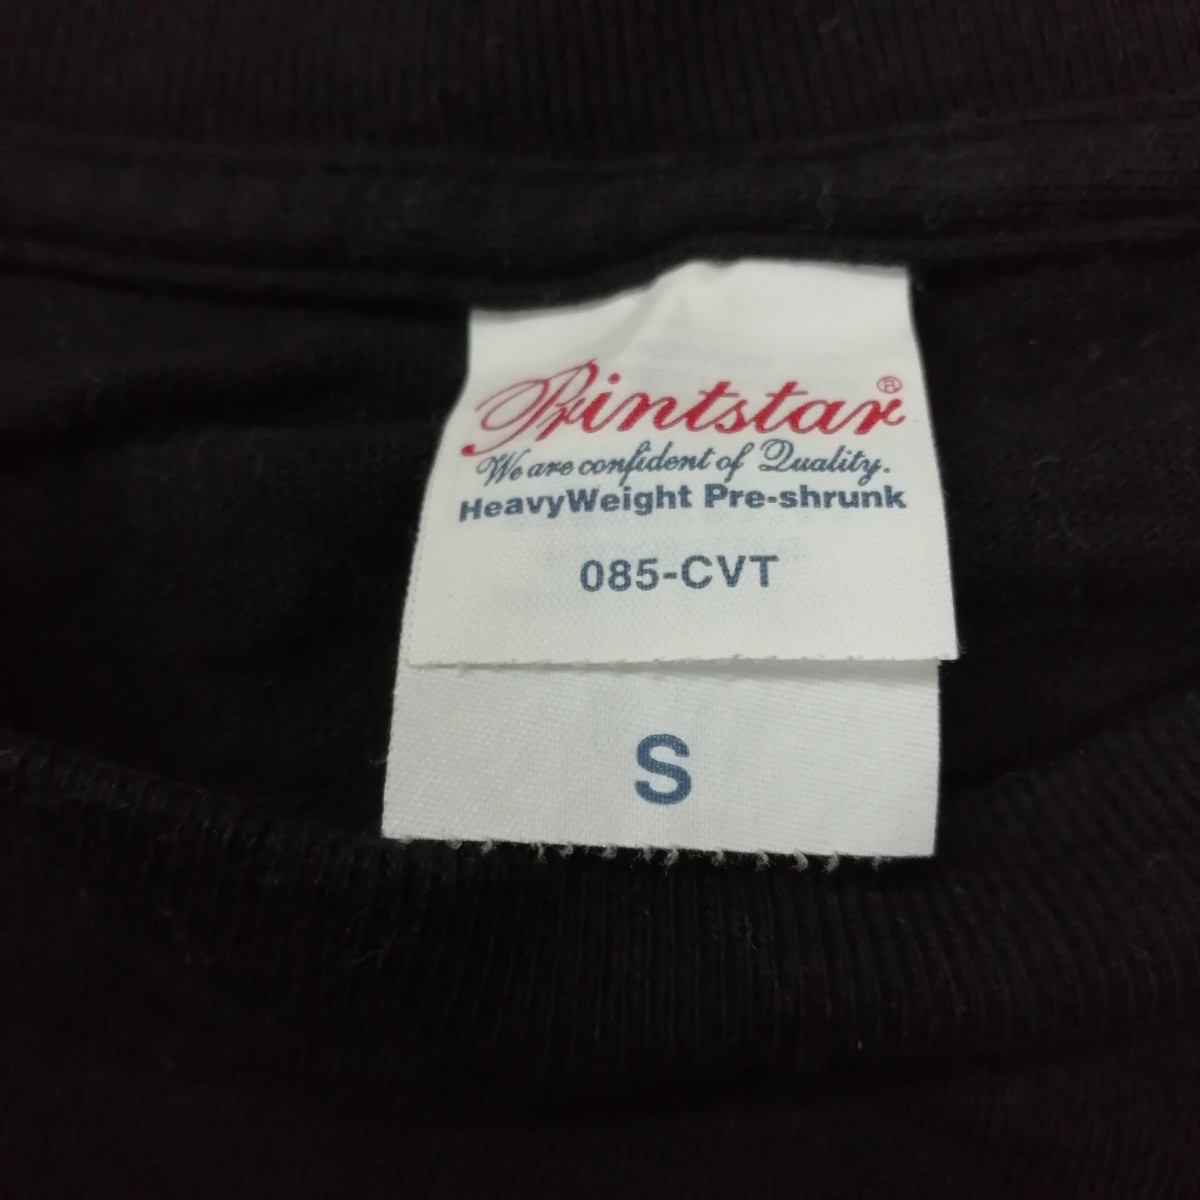 Printstar®
We are confident of Quality.
HeavyWeight Pre-shrunk
085-CVT
S